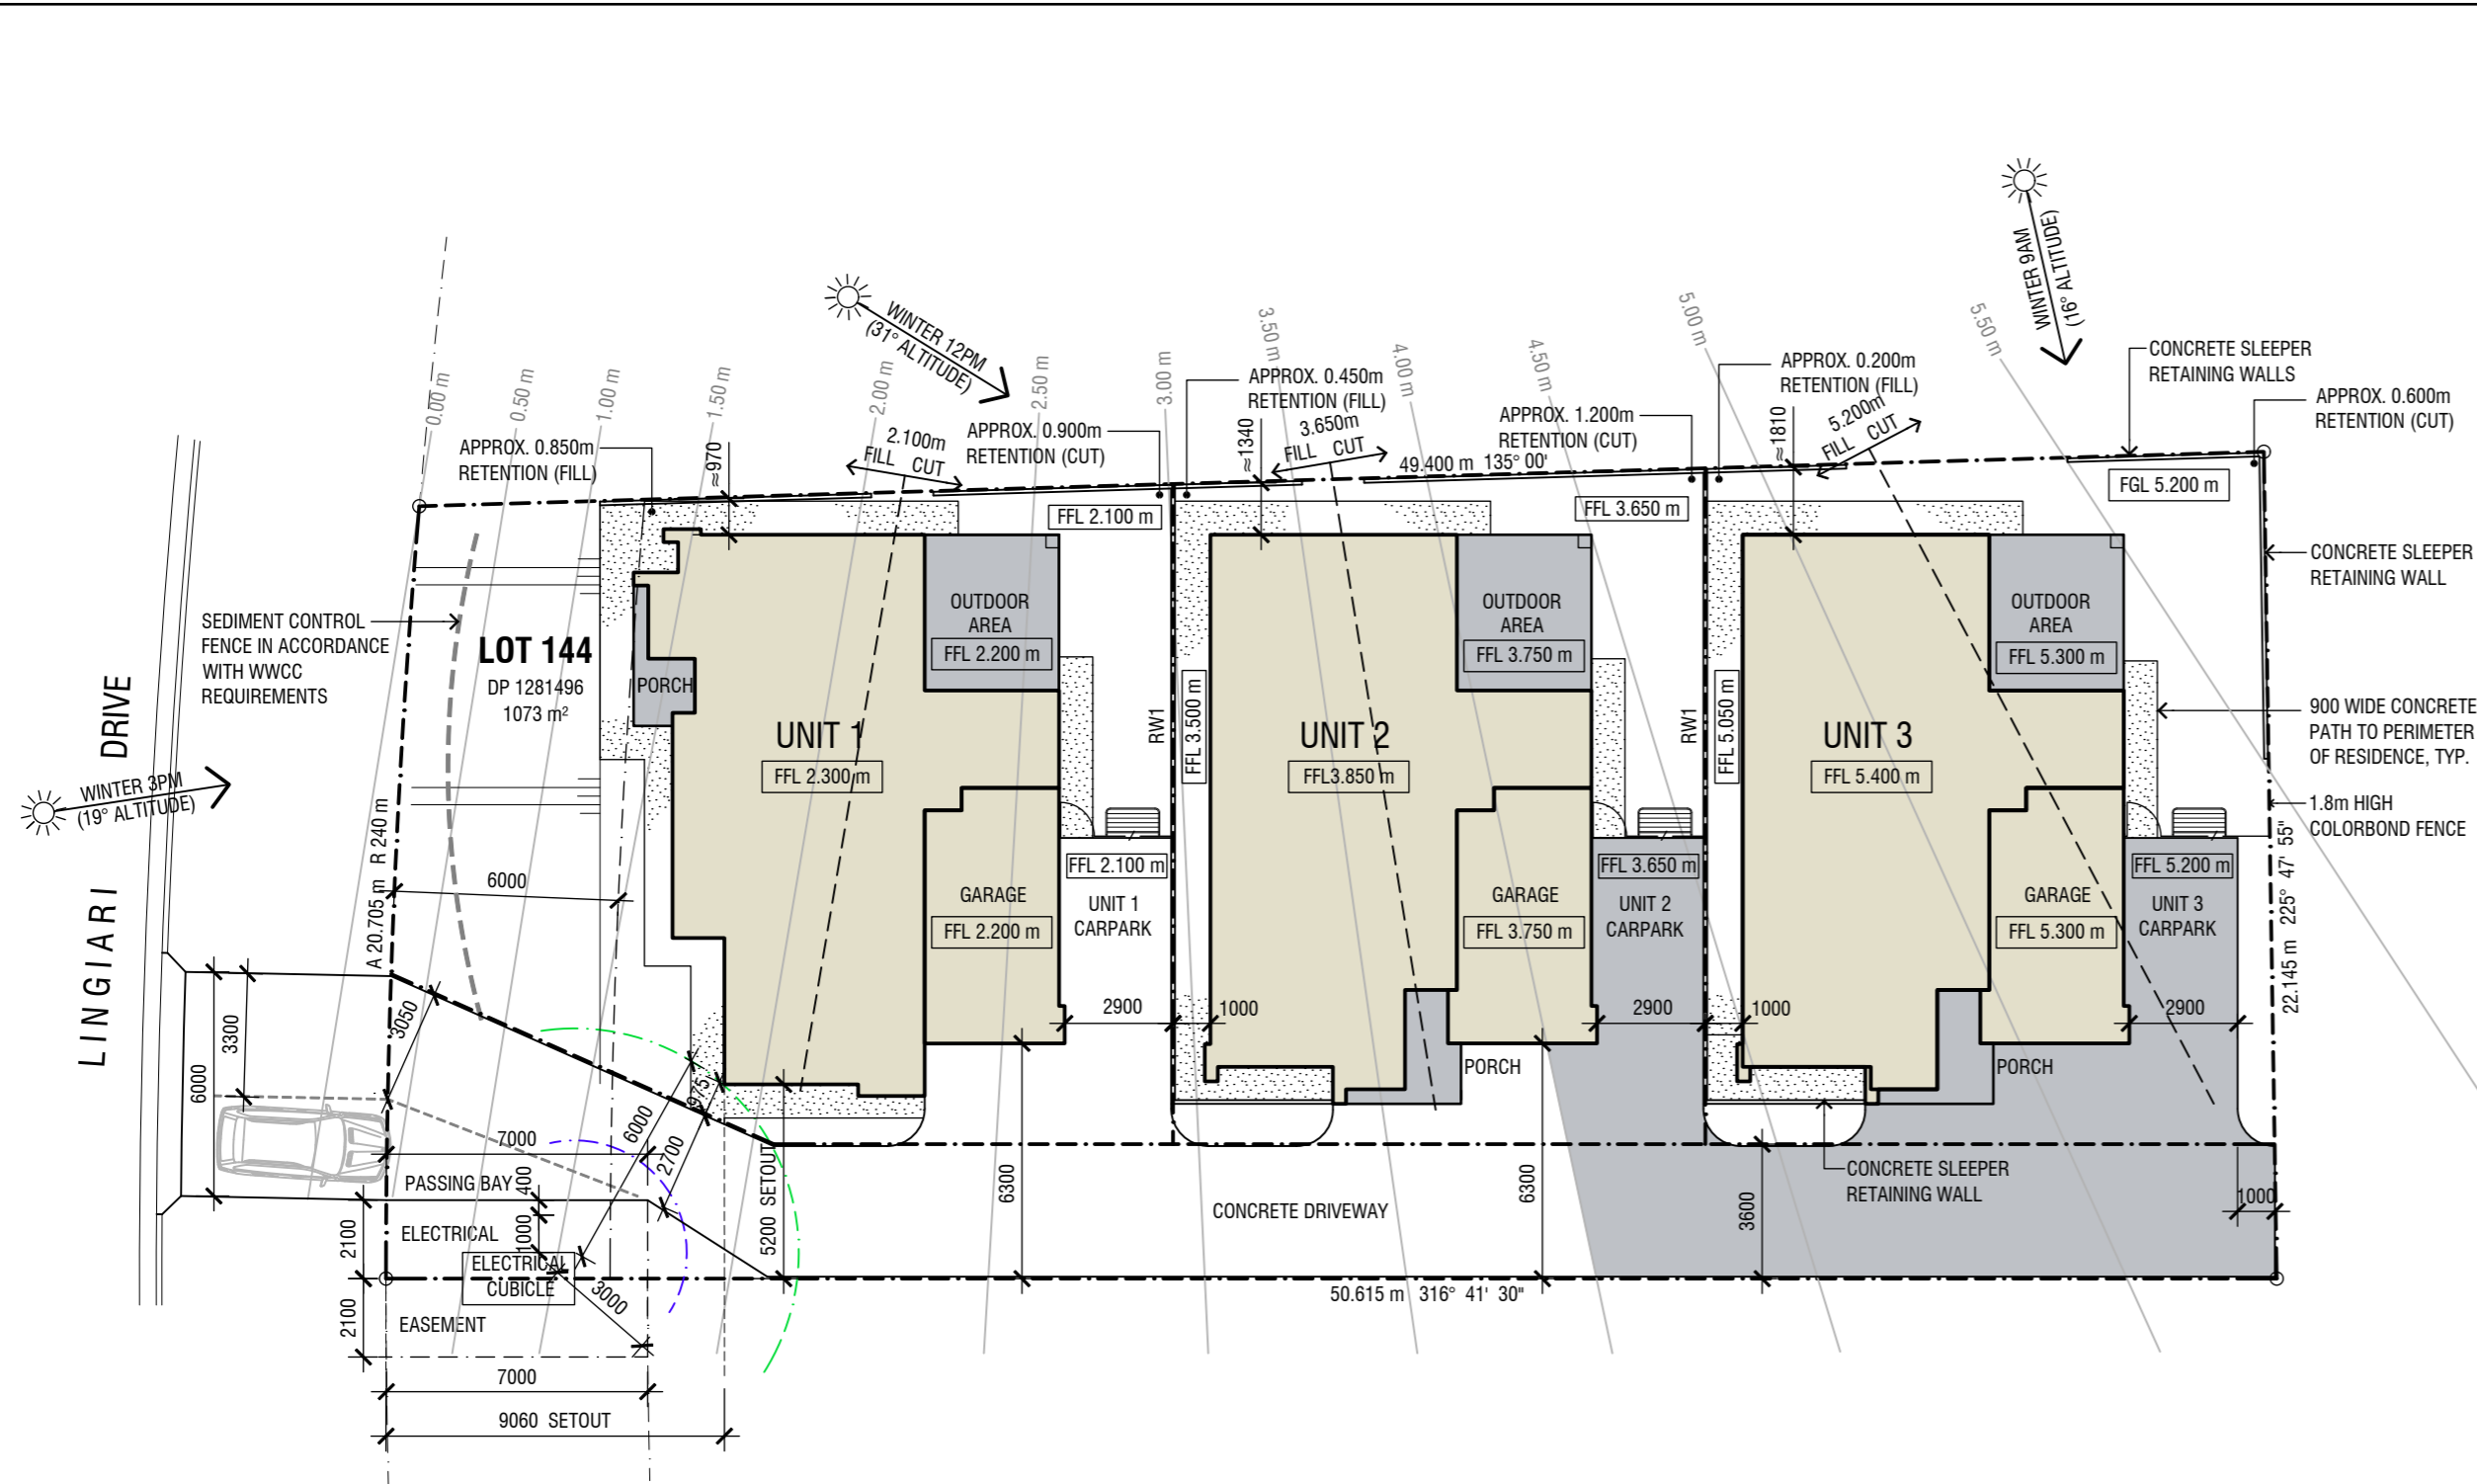 WINTER 9AM
(16° ALTITUDE)
WINTER 12PM
(31° ALTITUDE)
0.00 m
0.50 m
1.00 m
1.50 m
2.00 m
2.50 m
3.00 m
3.50 m
4.00 m
4.50 m
5.00 m
5.50 m
CONCRETE SLEEPER
RETAINING WALLS
APPROX. 0.600m
RETENTION (CUT)
APPROX. 0.200m
RETENTION (FILL)
APPROX. 0.450m
RETENTION (FILL)
APPROX. 1.200m
RETENTION (CUT)
APPROX. 0.900m
RETENTION (CUT)
APPROX. 0.850m
RETENTION (FILL)
2.100m
FILL CUT
3.650m
FILL CUT
5.200m
FILL CUT
≈970
≈1340
≈1810
49.400 m 135° 00'
FFL 2.100 m
FFL 3.650 m
FGL 5.200 m
CONCRETE SLEEPER
RETAINING WALL
SEDIMENT CONTROL
FENCE IN ACCORDANCE
WITH WWCC
REQUIREMENTS
LOT 144
DP 1281496
1073 m²
PORCH
OUTDOOR
AREA
FFL 2.200 m
OUTDOOR
AREA
FFL 3.750 m
OUTDOOR
AREA
FFL 5.300 m
UNIT 1
FFL 2.300 m
UNIT 2
FFL3.850 m
UNIT 3
FFL 5.400 m
RW1
FFL 3.500 m
RW1
FFL 5.050 m
900 WIDE CONCRETE
PATH TO PERIMETER
OF RESIDENCE, TYP.
1.8m HIGH
COLORBOND FENCE
WINTER 3PM
(19° ALTITUDE)
LINGIARI DRIVE
A 20.705 m R 240 m
6000
GARAGE
FFL 2.200 m
FFL 2.100 m
UNIT 1
CARPARK
GARAGE
FFL 3.750 m
FFL 3.650 m
UNIT 2
CARPARK
GARAGE
FFL 5.300 m
FFL 5.200 m
UNIT 3
CARPARK
22.145 m 225° 47' 55"
2900
1000
2900
1000
2900
PORCH
PORCH
3050
3300
6000
7000
6000
975
2700
PASSING BAY
400
1000
2100
2100
ELECTRICAL
ELECTRICAL
CUBICLE
EASEMENT
3000
7000
9060 SETOUT
5200 SETOUT
6300
6300
3600
1000
CONCRETE DRIVEWAY
CONCRETE SLEEPER
RETAINING WALL
50.615 m 316° 41' 30"